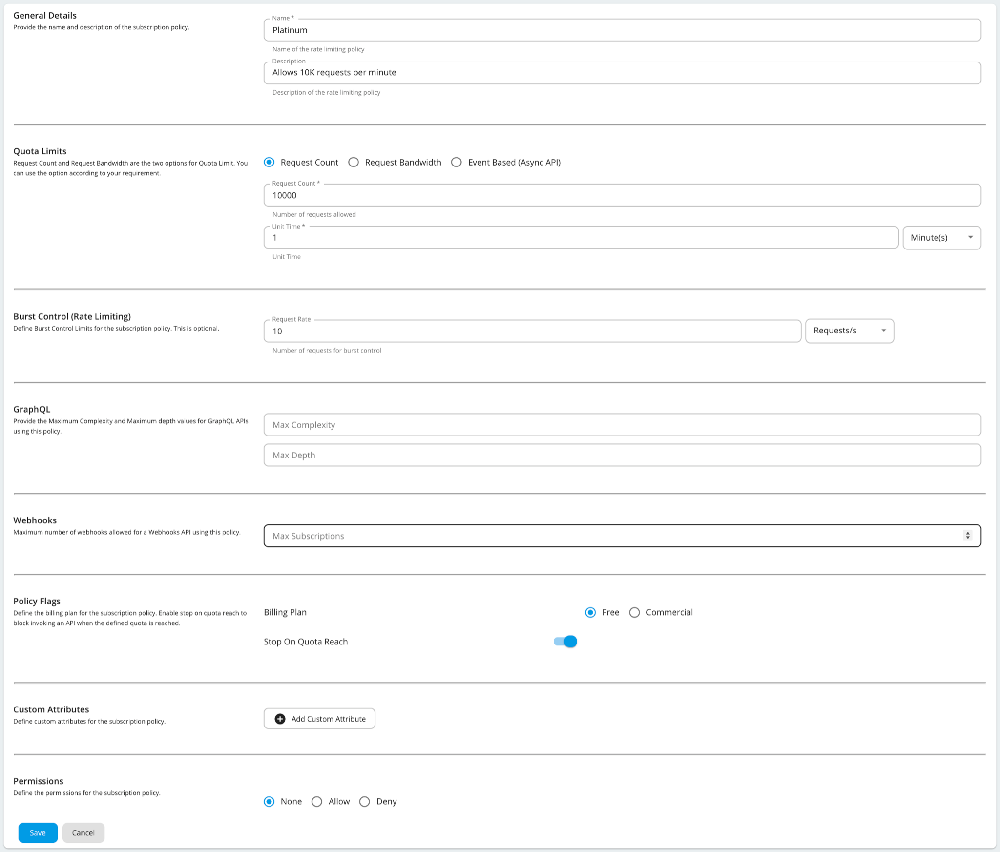 General Details
Provide the name and description of the subscription policy.
Name *
Platinum
Name of the rate limiting policy
Description
Allows 10K requests per minute
Description of the rate limiting policy
Quota Limits
Request Count and Request Bandwidth are the two options for Quota Limit. You
can use the option according to your requirement.
Request Count Request Bandwidth Event Based (Async API)
Request Count *
10000
Number of requests allowed
Unit Time *
1 Minute(s)
Unit Time
Burst Control (Rate Limiting)
Define Burst Control Limits for the subscription policy. This is optional.
Request Rate
10 Requests/s
Number of requests for burst control
GraphQL
Provide the Maximum Complexity and Maximum depth values for GraphQL APIs
using this policy.
Max Complexity
Max Depth
Webhooks
Maximum number of webhooks allowed for a Webhooks API using this policy.
Max Subscriptions
Policy Flags
Define the billing plan for the subscription policy. Enable stop on quota reach to
block invoking an API when the defined quota is reached.
Billing Plan Free Commercial
Stop On Quota Reach
Custom Attributes
Define custom attributes for the subscription policy.
Add Custom Attribute
Permissions
Define the permissions for the subscription policy.
None Allow Deny
Save Cancel